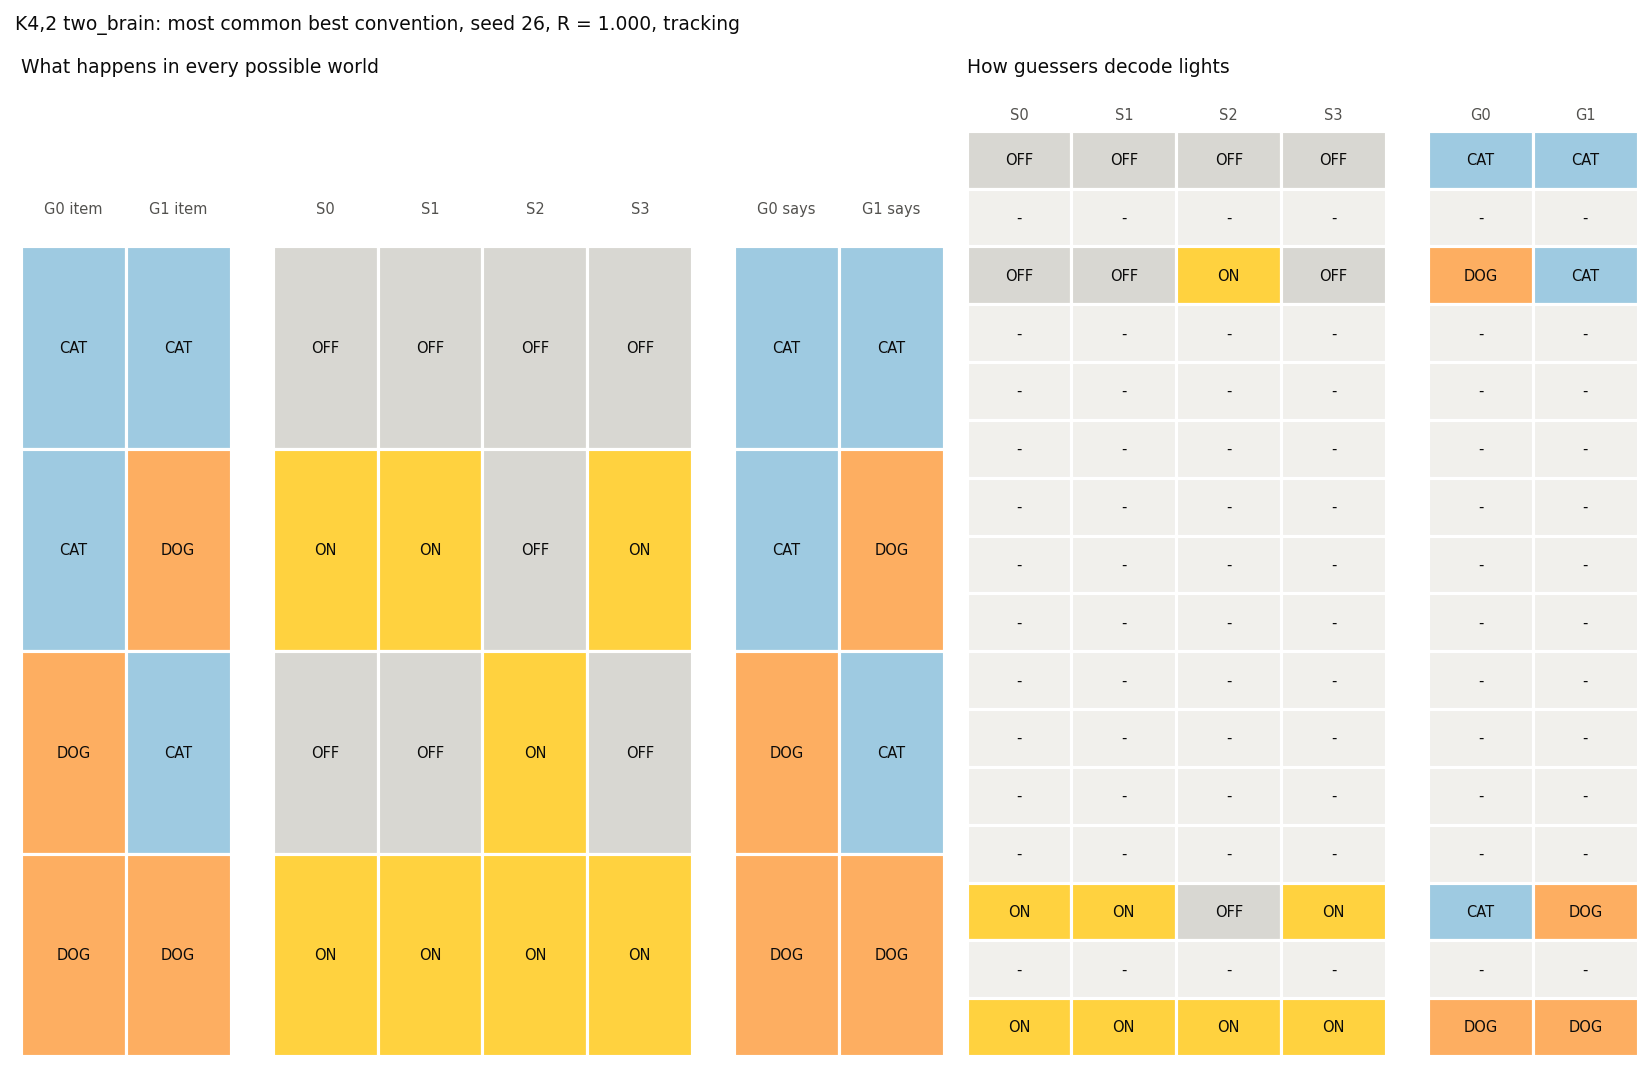 K4,2 two_brain: most common best convention, seed 26, R = 1.000, tracking
What happens in every possible world
G0 item G1 item S0 S1 S2 S3 G0 says G1 says
CAT CAT OFF OFF OFF OFF CAT CAT
CAT DOG ON ON OFF ON CAT DOG
DOG CAT OFF OFF ON OFF DOG CAT
DOG DOG ON ON ON ON DOG DOG
How guessers decode lights
S0 S1 S2 S3 G0 G1
OFF OFF OFF OFF CAT CAT
- - - - - -
OFF OFF ON OFF DOG CAT
- - - - - -
- - - - - -
- - - - - -
- - - - - -
- - - - - -
- - - - - -
- - - - - -
- - - - - -
- - - - - -
- - - - - -
ON ON OFF ON CAT DOG
- - - - - -
ON ON ON ON DOG DOG